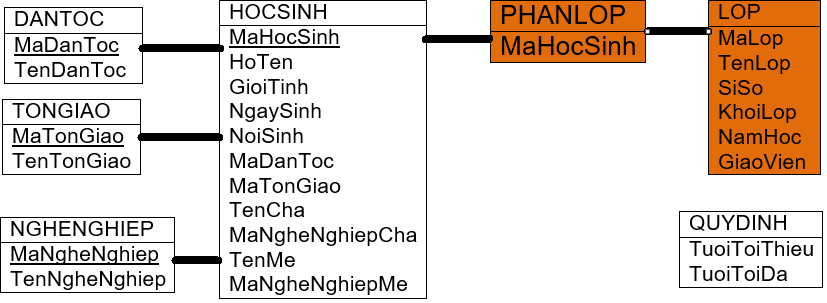 DANTOC
MaDanToc
TenDanToc
TONGIAO
MaTonGiao
TenTonGiao
NGHENGHIEP
MaNgheNghiep
TenNgheNghiep
HOCSINH
MaHocSinh
HoTen
GioiTinh
NgaySinh
NoiSinh
MaDanToc
MaTonGiao
TenCha
MaNgheNghiepCha
TenMe
MaNgheNghiepMe
PHANLOP
MaHocSinh
LOP
MaLop
TenLop
SiSo
KhoiLop
NamHoc
GiaoVien
QUYDINH
TuoiToiThieu
TuoiToiDa